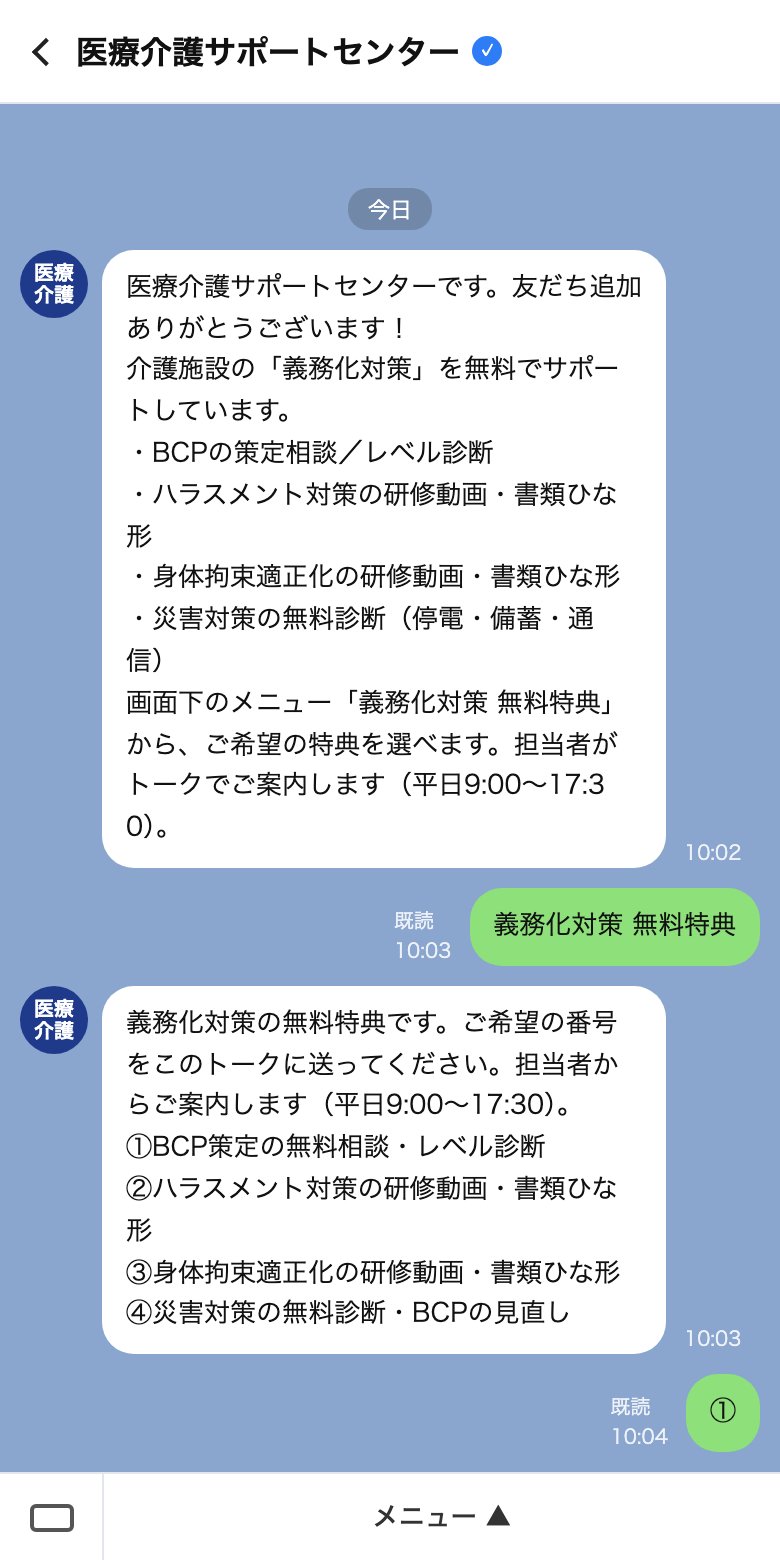 医療介護サポートセンター
今日
医療
介護
医療介護サポートセンターです。友だち追加
ありがとうございます！
介護施設の「義務化対策」を無料でサポー
トしています。
・BCPの策定相談／レベル診断
・ハラスメント対策の研修動画・書類ひな
形
・身体拘束適正化の研修動画・書類ひな形
・災害対策の無料診断（停電・備蓄・通
信）
画面下のメニュー「義務化対策 無料特典」
から、ご希望の特典を選べます。担当者が
トークでご案内します（平日9:00〜17:3
0）。
10:02
既読
10:03
義務化対策 無料特典
医療
介護
義務化対策の無料特典です。ご希望の番号
をこのトークに送ってください。担当者か
らご案内します（平日9:00〜17:30）。
①BCP策定の無料相談・レベル診断
②ハラスメント対策の研修動画・書類ひな
形
③身体拘束適正化の研修動画・書類ひな形
④災害対策の無料診断・BCPの見直し
10:03
既読
10:04
①
メニュー ▲